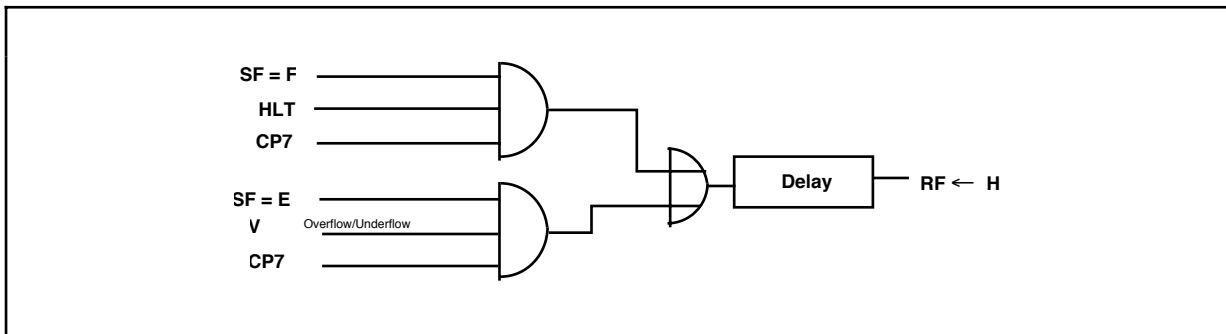 SF = F
HLT
CP7
SF = E
V Overflow/Underflow
CP7
Delay
RF ← H